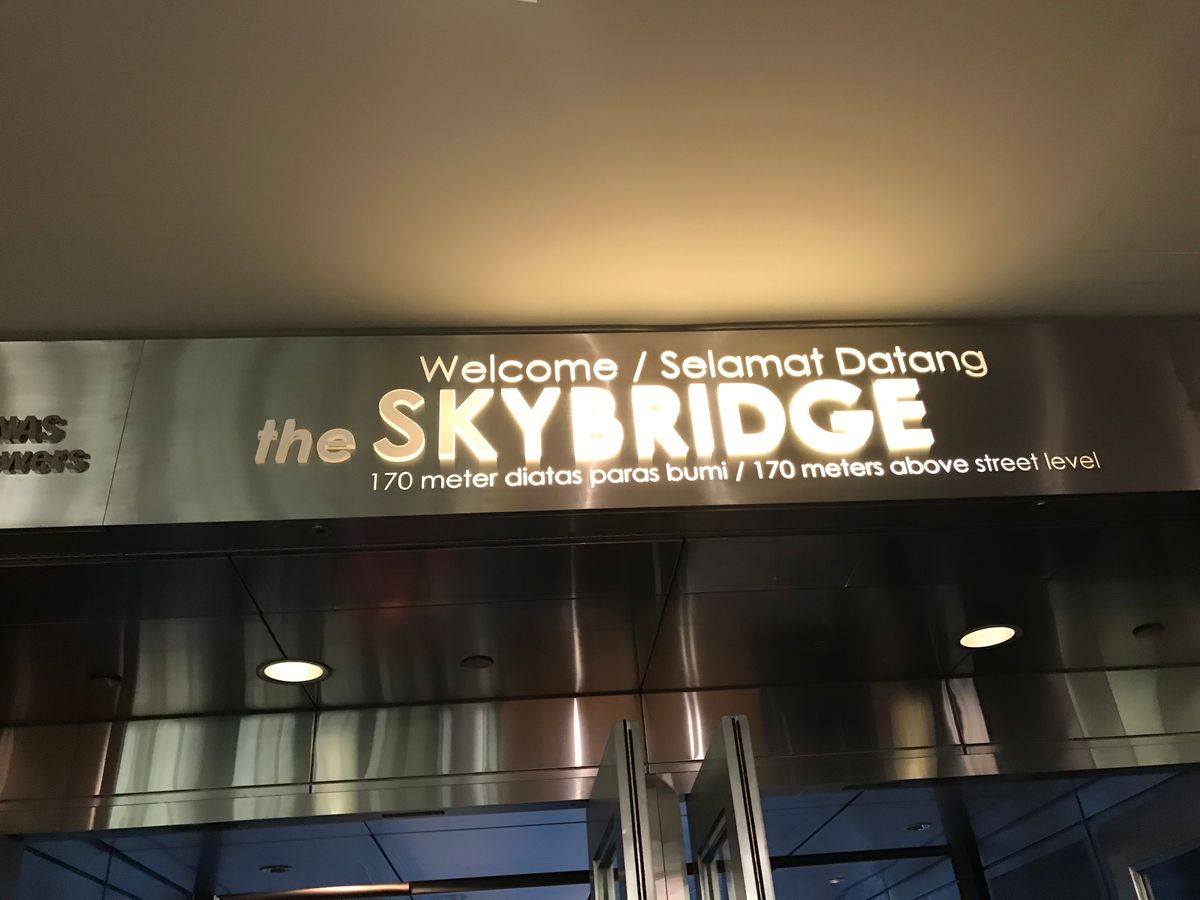 Welcome / Selamat Datang
the SKYBRIDGE
170 meter diatas paras bumi / 170 meters above street level